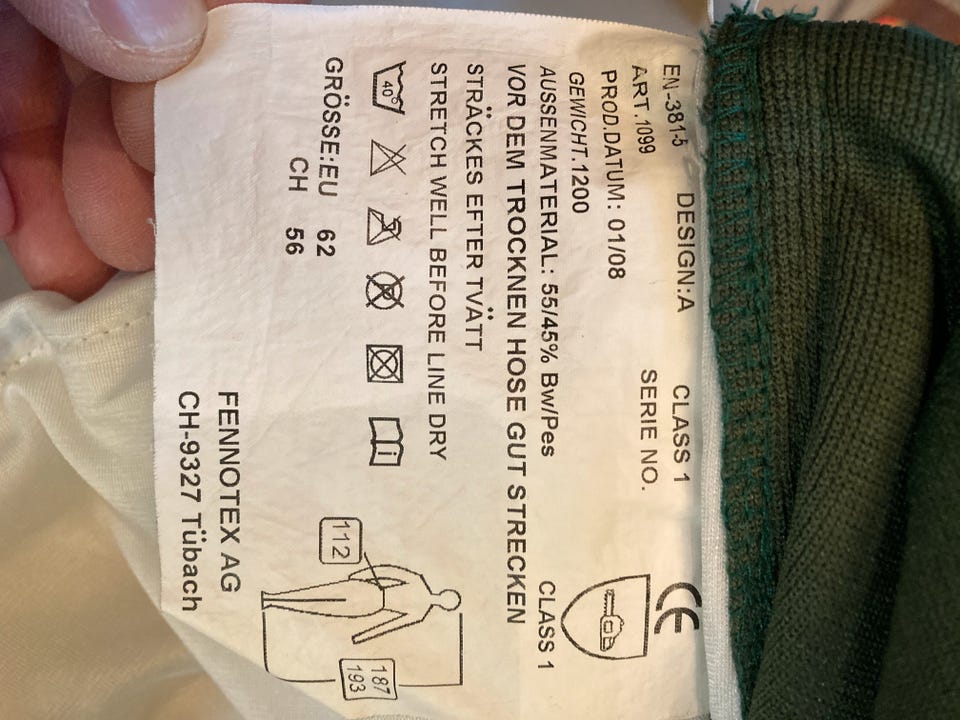 EN-381-5 DESIGN:A CLASS 1
ART.1099 SERIE NO.
PROD.DATUM: 01/08
GEWICHT.1200
AUSSENMATERIAL: 55/45% Bw/Pes CLASS 1
VOR DEM TROCKNEN HOSE GUT STRECKEN
STRÄCKES EFTER TVÄTT
STRETCH WELL BEFORE LINE DRY
40°
GRÖSSE:EU 62
CH 56
CE
112
187
193
FENNOTEX AG
CH-9327 Tübach